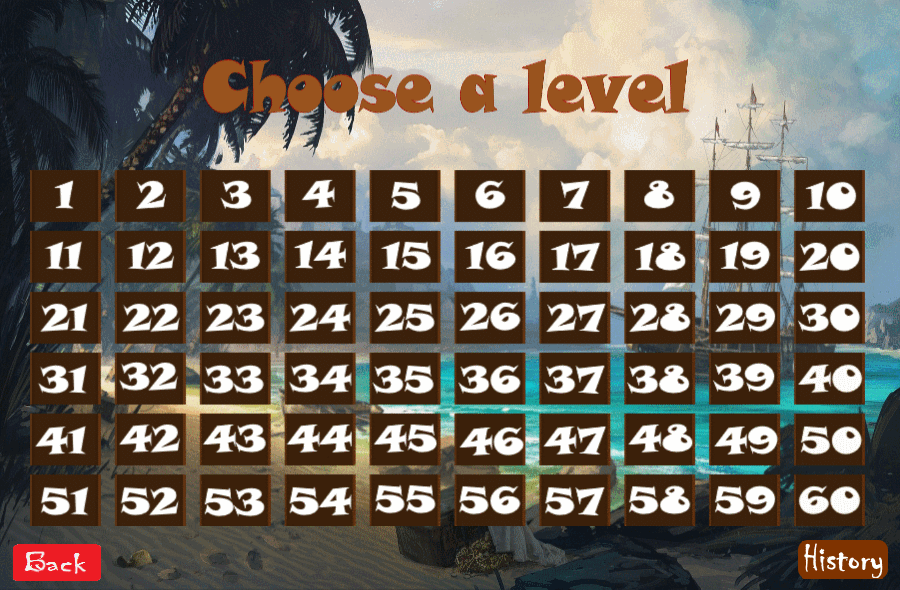 Choose a level
1 2 3 4 5 6 7 8 9 10
11 12 13 14 15 16 17 18 19 20
21 22 23 24 25 26 27 28 29 30
31 32 33 34 35 36 37 38 39 40
41 42 43 44 45 46 47 48 49 50
51 52 53 54 55 56 57 58 59 60
Back History